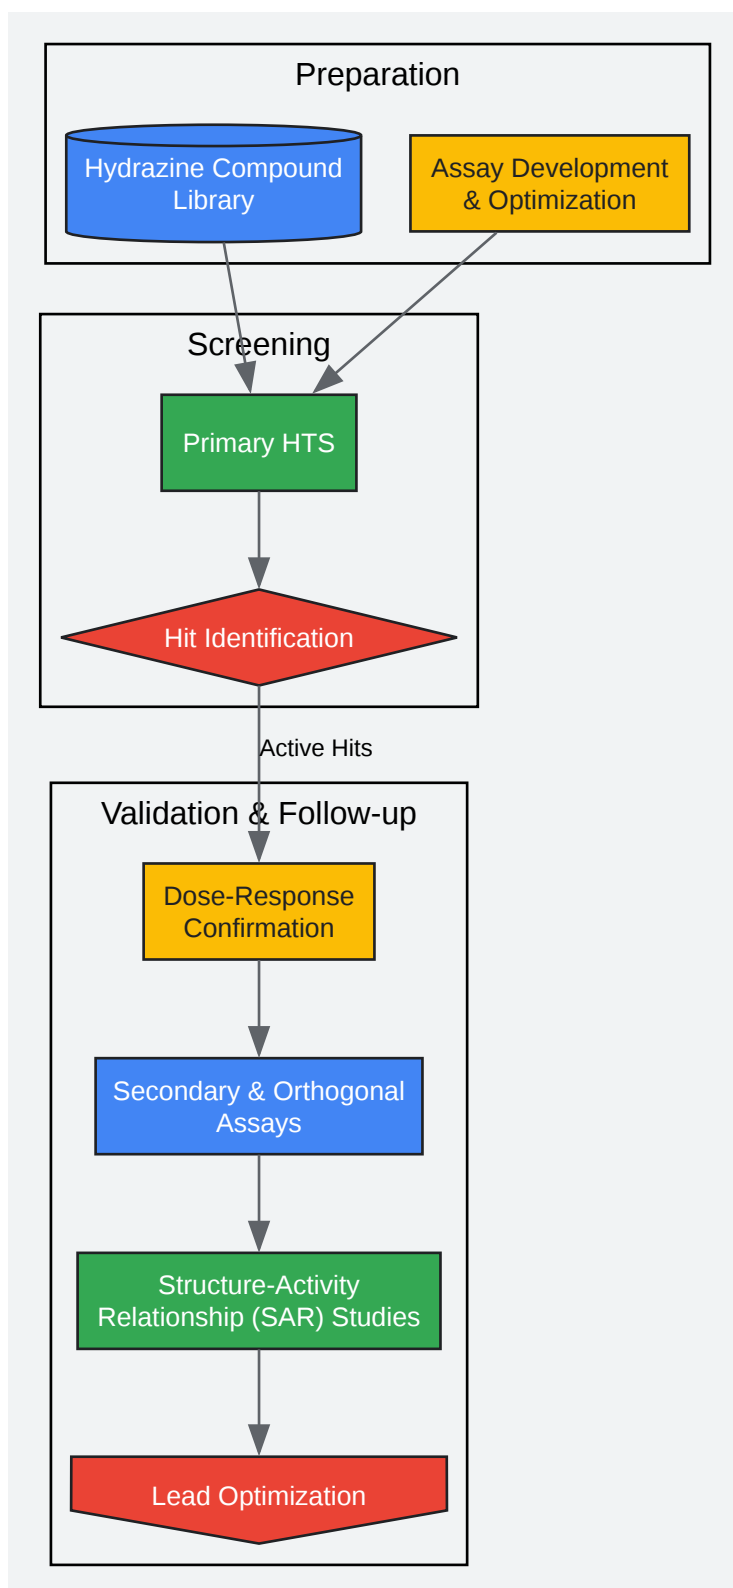 Preparation
Hydrazine Compound
Library
Assay Development
& Optimization
Screening
Primary HTS
Hit Identification
Active Hits
Validation & Follow-up
Dose-Response
Confirmation
Secondary & Orthogonal
Assays
Structure-Activity
Relationship (SAR) Studies
Lead Optimization